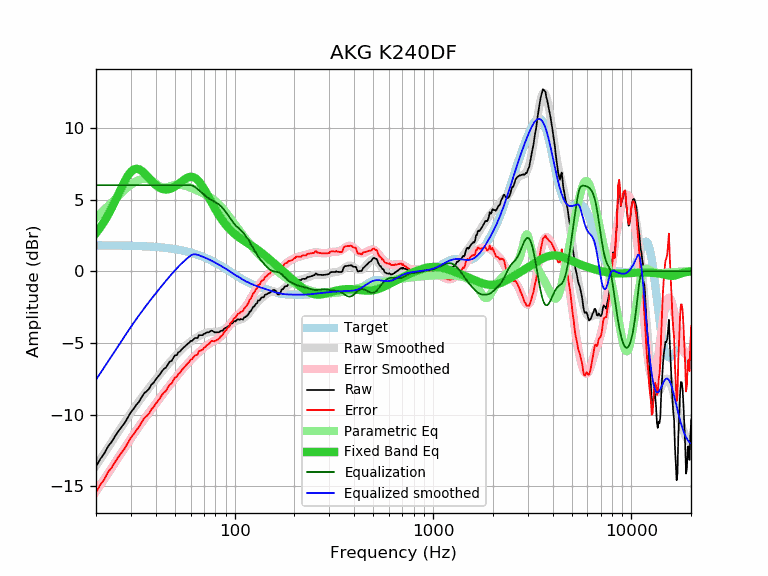 AKG K240DF
Amplitude (dBr)
10
5
0
−5
−10
−15
Target
Raw Smoothed
Error Smoothed
Raw
Error
Parametric Eq
Fixed Band Eq
Equalization
Equalized smoothed
100 1000 10000
Frequency (Hz)